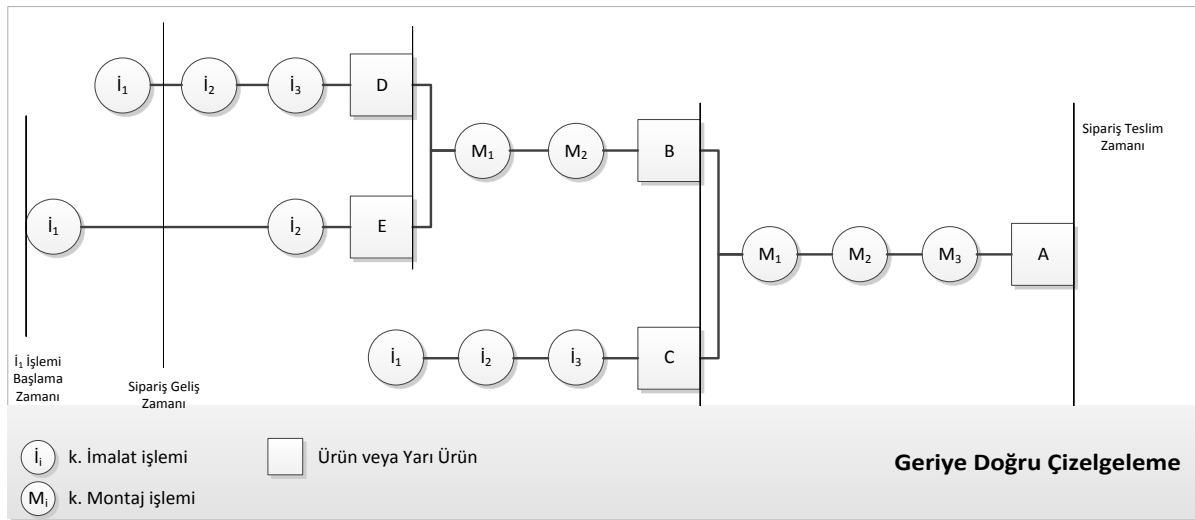 İ1 İ2 İ3 D
M1 M2 B
Sipariş Teslim
Zamanı
İ1 İ2 E
M1 M2 M3 A
İ1 İ2 İ3 C
İ1 İşlemi
Başlama
Zamanı
Sipariş Geliş
Zamanı
İi k. İmalat işlemi
Ürün veya Yarı Ürün
Geriye Doğru Çizelgeleme
Mi k. Montaj işlemi